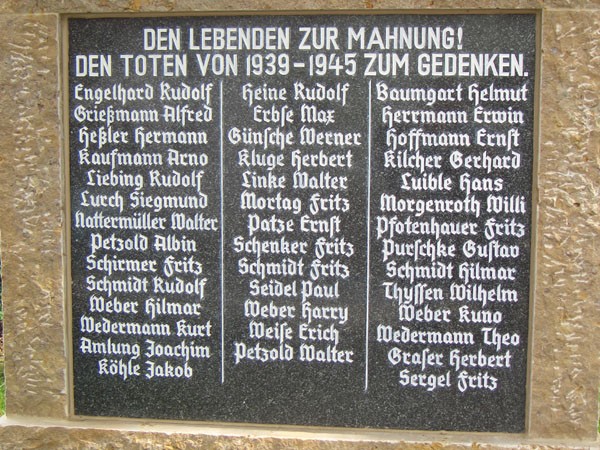 DEN LEBENDEN ZUR MAHNUNG!
DEN TOTEN VON 1939-1945 ZUM GEDENKEN.
Engelhard Rudolf
Grießmann Alfred
Heßler Hermann
Kaufmann Arno
Liebing Rudolf
Lurch Siegmund
Nattermüller Walter
Petzold Albin
Schirmer Fritz
Schmidt Rudolf
Weber Hilmar
Wedermann Kurt
Amlung Joachim
Köhle Jakob
Heine Rudolf
Erbse Max
Günsche Werner
Kluge Herbert
Linke Walter
Mortag Fritz
Patze Ernst
Schenker Fritz
Schmidt Fritz
Seidel Paul
Weber Harry
Weise Erich
Petzold Walter
Baumgart Helmut
Herrmann Erwin
Hoffmann Ernst
Kilcher Gerhard
Luible Hans
Morgenroth Willi
Pfotenhauer Fritz
Purschke Gustav
Schmidt Hilmar
Thyssen Wilhelm
Weber Kuno
Wedermann Theo
Graser Herbert
Sergel Fritz